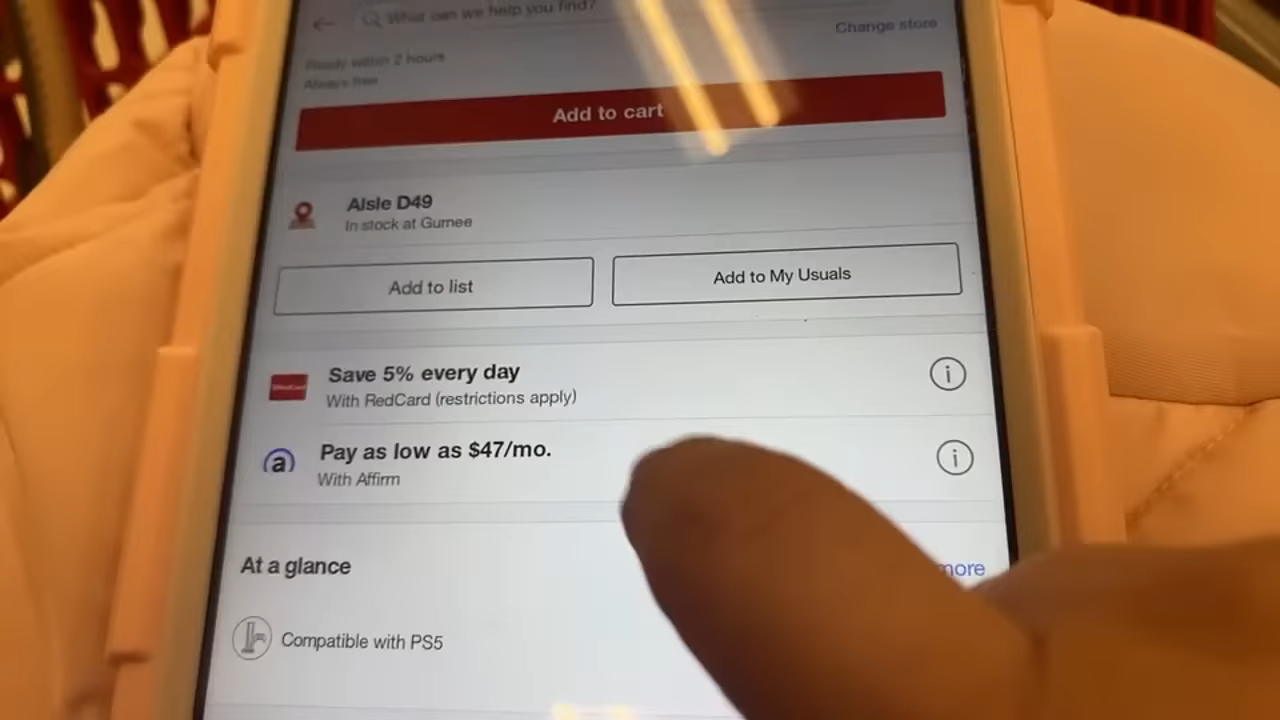 What can we help you find?
Change store
Ready within 2 hours
Always free
Add to cart
Aisle D49
In stock at Gurnee
Add to list
Add to My Usuals
Save 5% every day
With RedCard (restrictions apply)
a
Pay as low as $47/mo.
With Affirm
At a glance
more
Compatible with PS5